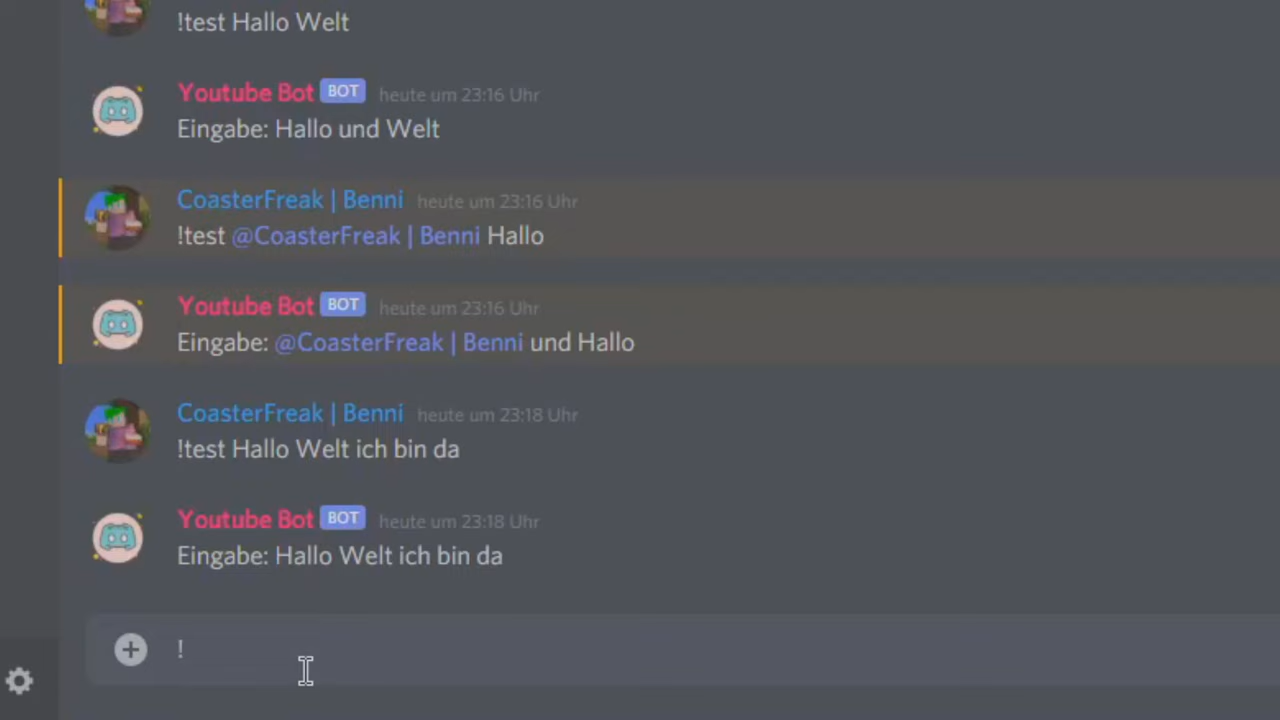 !test Hallo Welt
Youtube Bot BOT heute um 23:16 Uhr
Eingabe: Hallo und Welt
CoasterFreak | Benni heute um 23:16 Uhr
!test @CoasterFreak | Benni Hallo
Youtube Bot BOT heute um 23:16 Uhr
Eingabe: @CoasterFreak | Benni und Hallo
CoasterFreak | Benni heute um 23:18 Uhr
!test Hallo Welt ich bin da
Youtube Bot BOT heute um 23:18 Uhr
Eingabe: Hallo Welt ich bin da
!